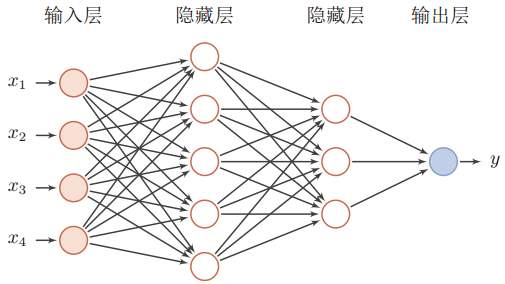 输入层 隐藏层 隐藏层 输出层
x₁
x₂
x₃
x₄
y